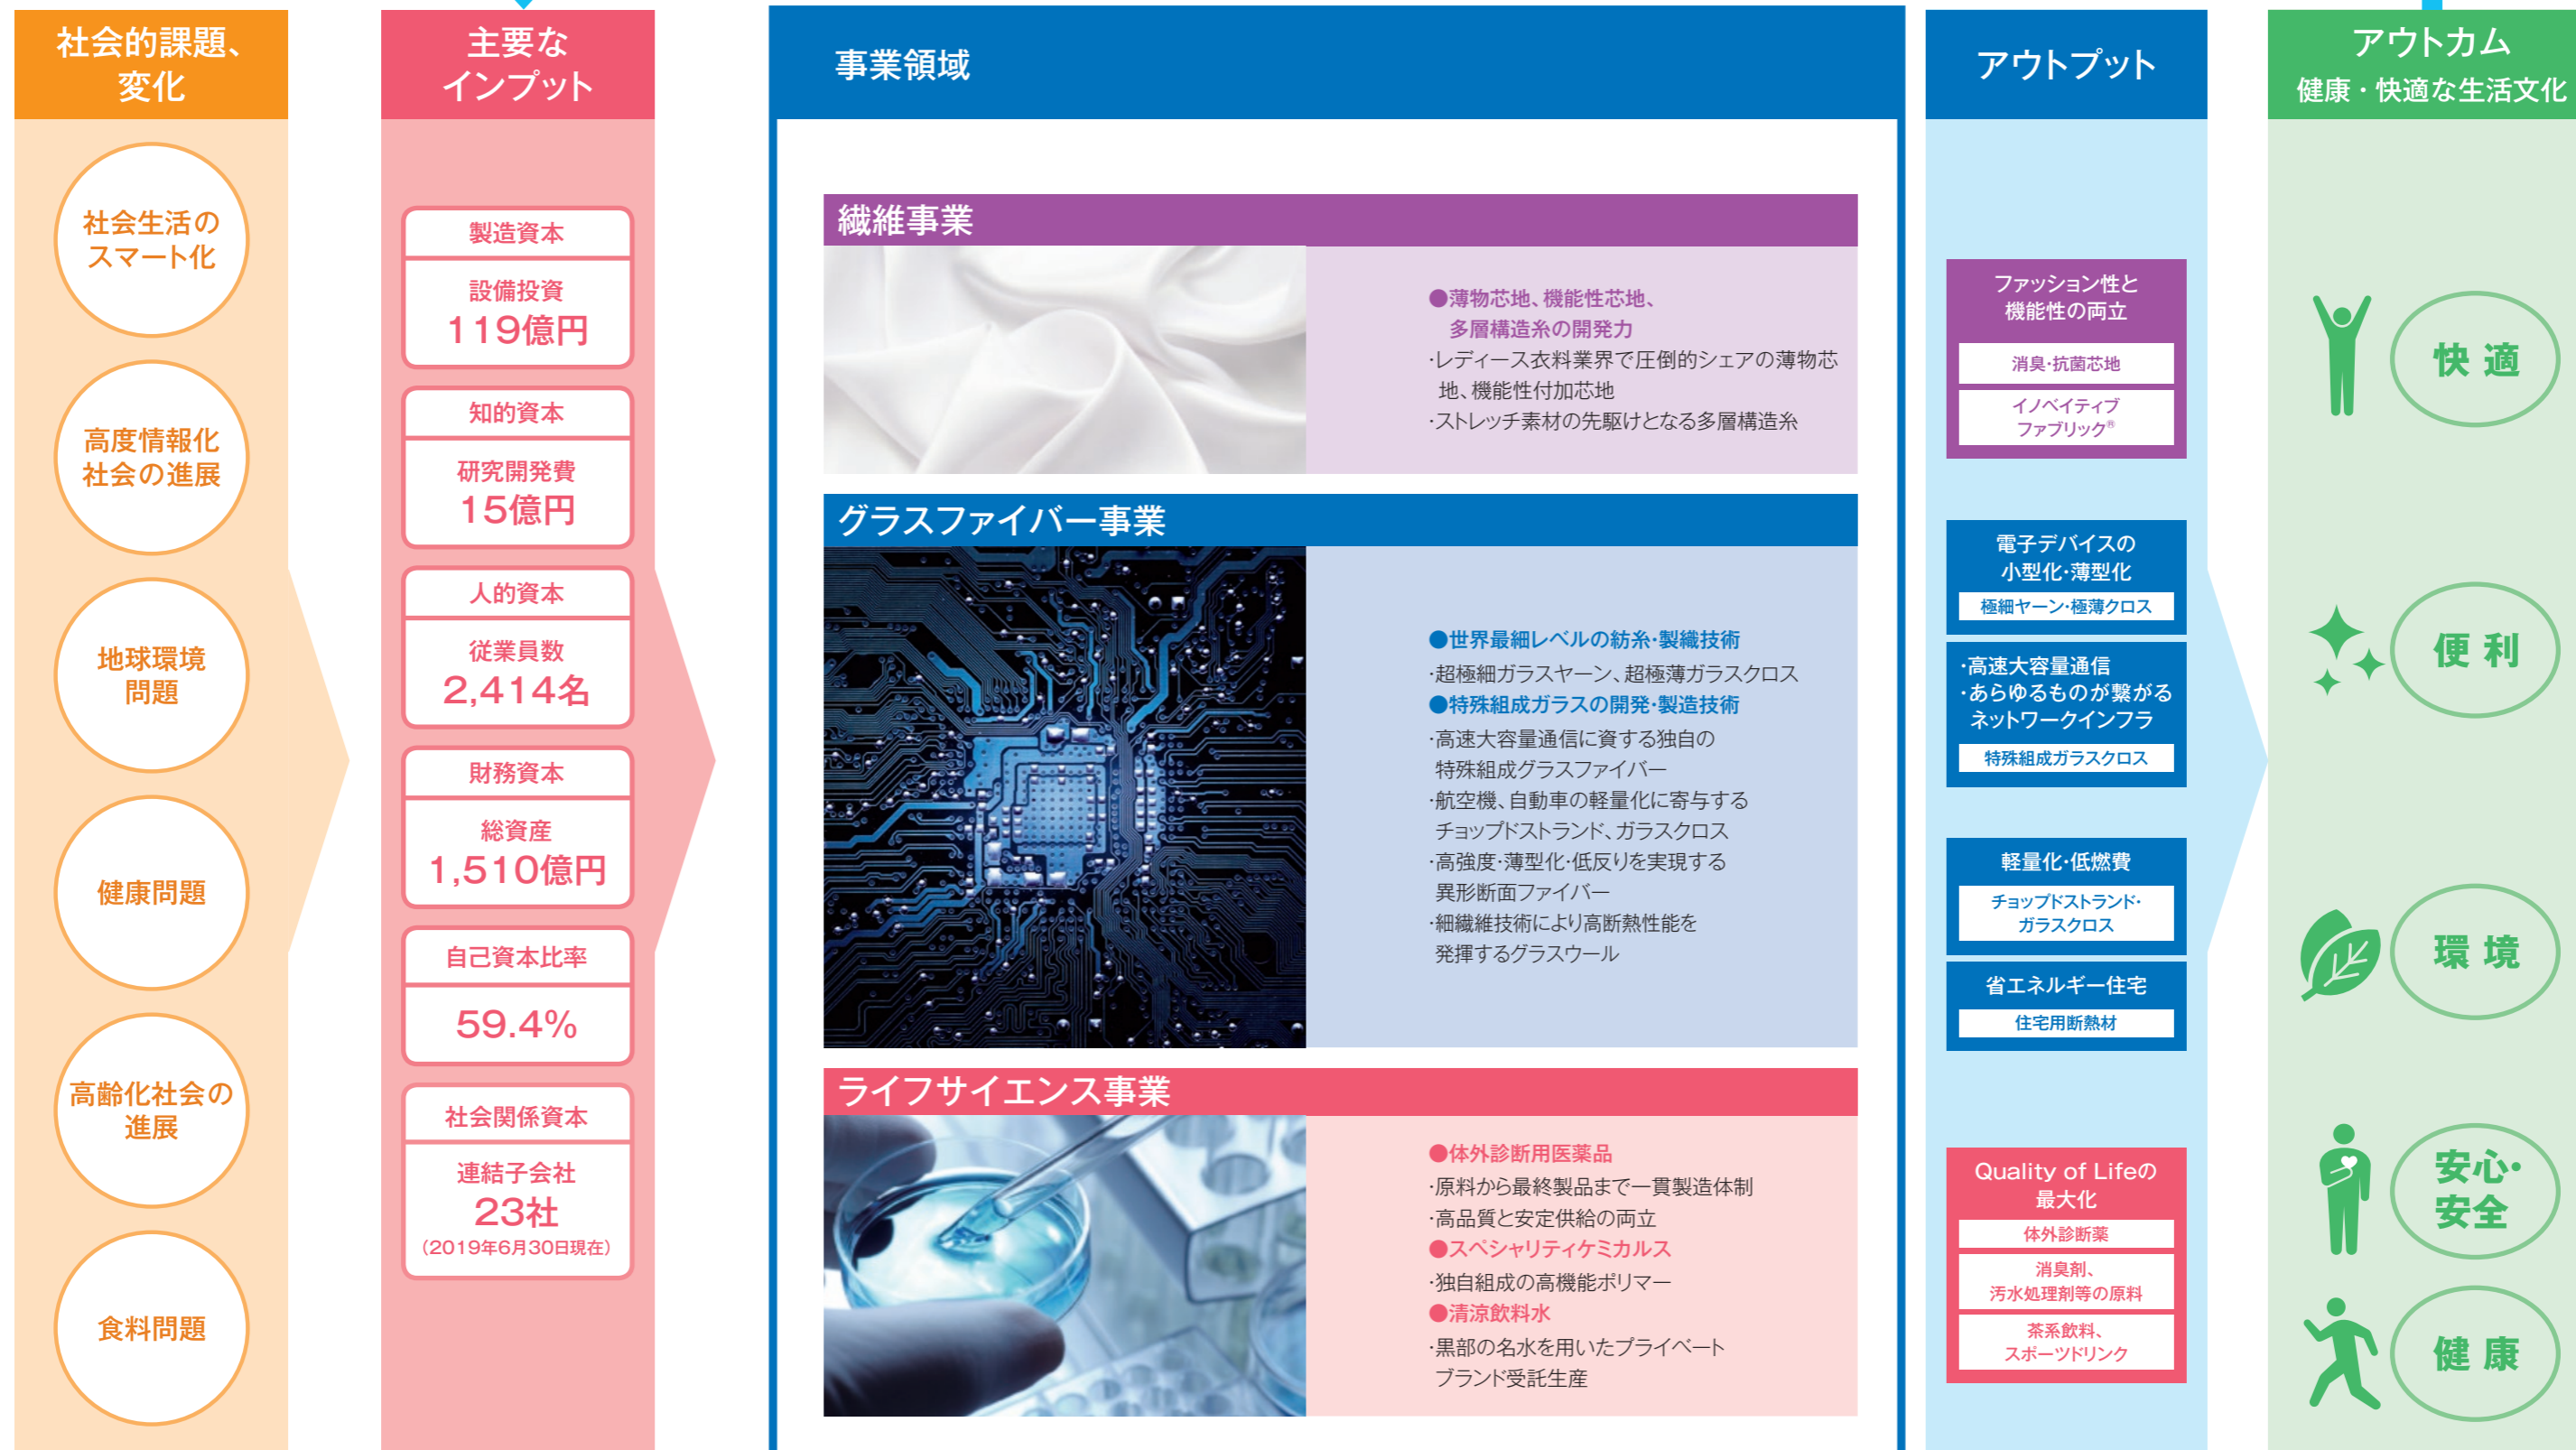 社会的課題、
変化
社会生活の
スマート化
高度情報化
社会の進展
地球環境
問題
健康問題
高齢化社会の
進展
食料問題
主要な
インプット
製造資本
設備投資
119億円
知的資本
研究開発費
15億円
人的資本
従業員数
2,414名
財務資本
総資産
1,510億円
自己資本比率
59.4%
社会関係資本
連結子会社
23社
(2019年6月30日現在)
事業領域
繊維事業
●薄物芯地、機能性芯地、
多層構造糸の開発力
・レディース衣料業界で圧倒的シェアの薄物芯
地、機能性付加芯地
・ストレッチ素材の先駆けとなる多層構造糸
グラスファイバー事業
●世界最細レベルの紡糸・製織技術
・超極細ガラスヤーン、超極薄ガラスクロス
●特殊組成ガラスの開発・製造技術
・高速大容量通信に資する独自の
特殊組成グラスファイバー
・航空機、自動車の軽量化に寄与する
チョップドストランド、ガラスクロス
・高強度・薄型化・低反りを実現する
異形断面ファイバー
・細繊維技術により高断熱性能を
発揮するグラスウール
ライフサイエンス事業
●体外診断用医薬品
・原料から最終製品まで一貫製造体制
・高品質と安定供給の両立
●スペシャリティケミカルス
・独自組成の高機能ポリマー
●清涼飲料水
・黒部の名水を用いたプライベート
ブランド受託生産
アウトプット
ファッション性と
機能性の両立
消臭・抗菌芯地
イノベイティブ
ファブリック®
電子デバイスの
小型化・薄型化
極細ヤーン・極薄クロス
・高速大容量通信
・あらゆるものが繋がる
ネットワークインフラ
特殊組成ガラスクロス
軽量化・低燃費
チョップドストランド・
ガラスクロス
省エネルギー住宅
住宅用断熱材
Quality of Lifeの
最大化
体外診断薬
消臭剤、
汚水処理剤等の原料
茶系飲料、
スポーツドリンク
アウトカム
健康・快適な生活文化
快適
便利
環境
安心・
安全
健康